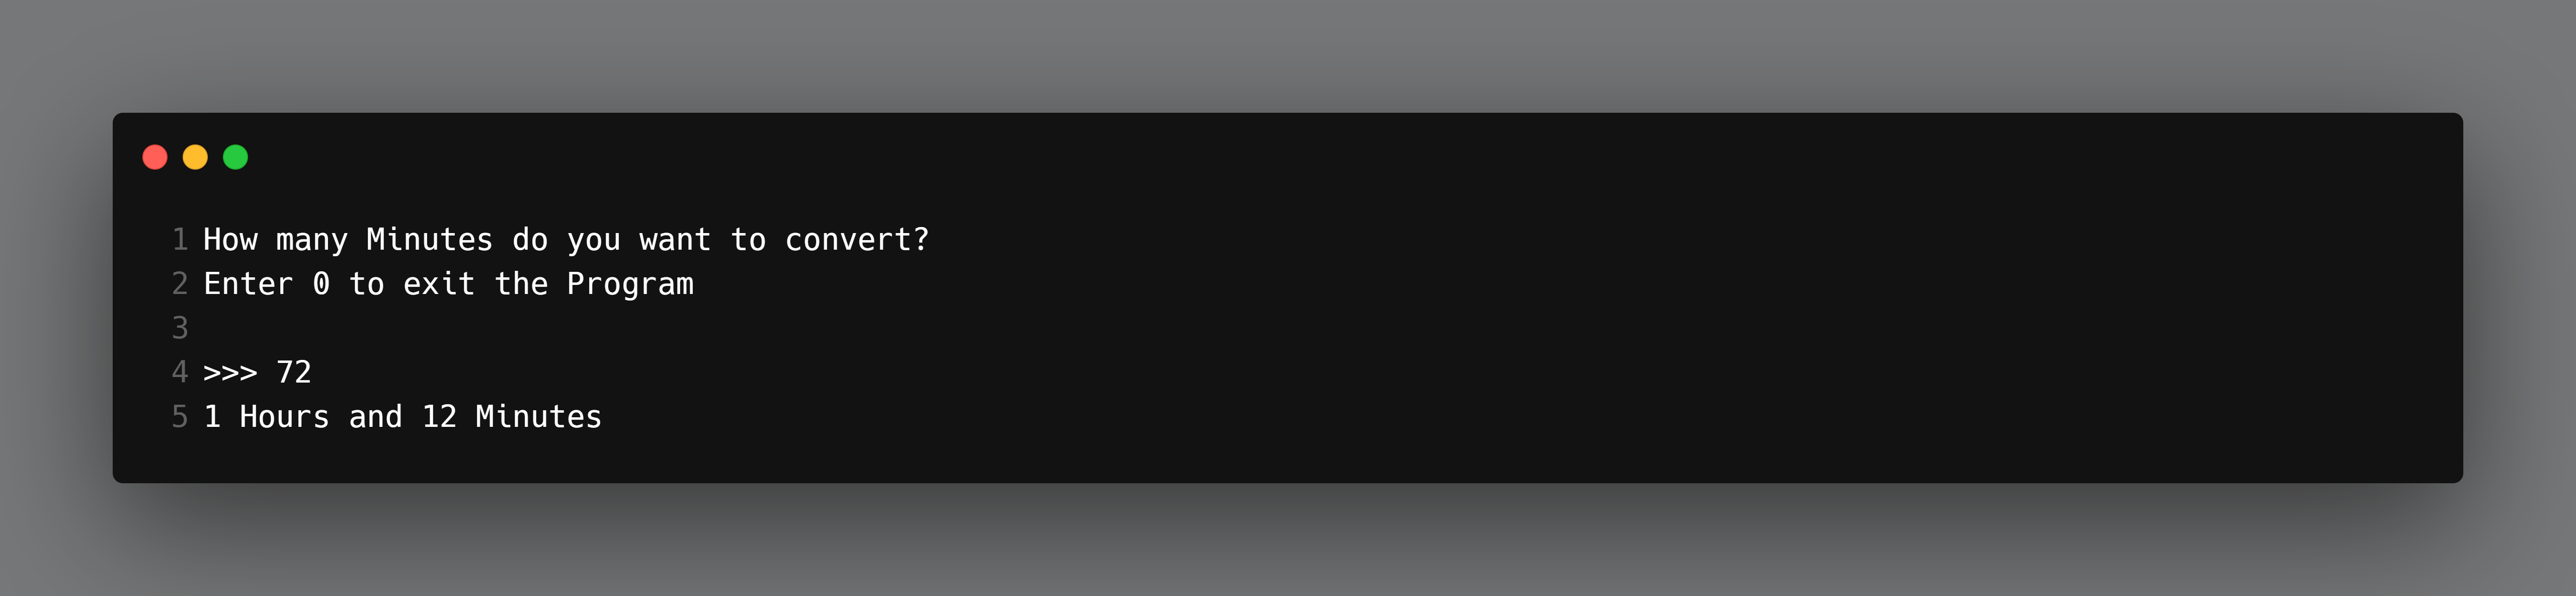 1 How many Minutes do you want to convert?
2 Enter 0 to exit the Program
3
4 >>> 72
5 1 Hours and 12 Minutes